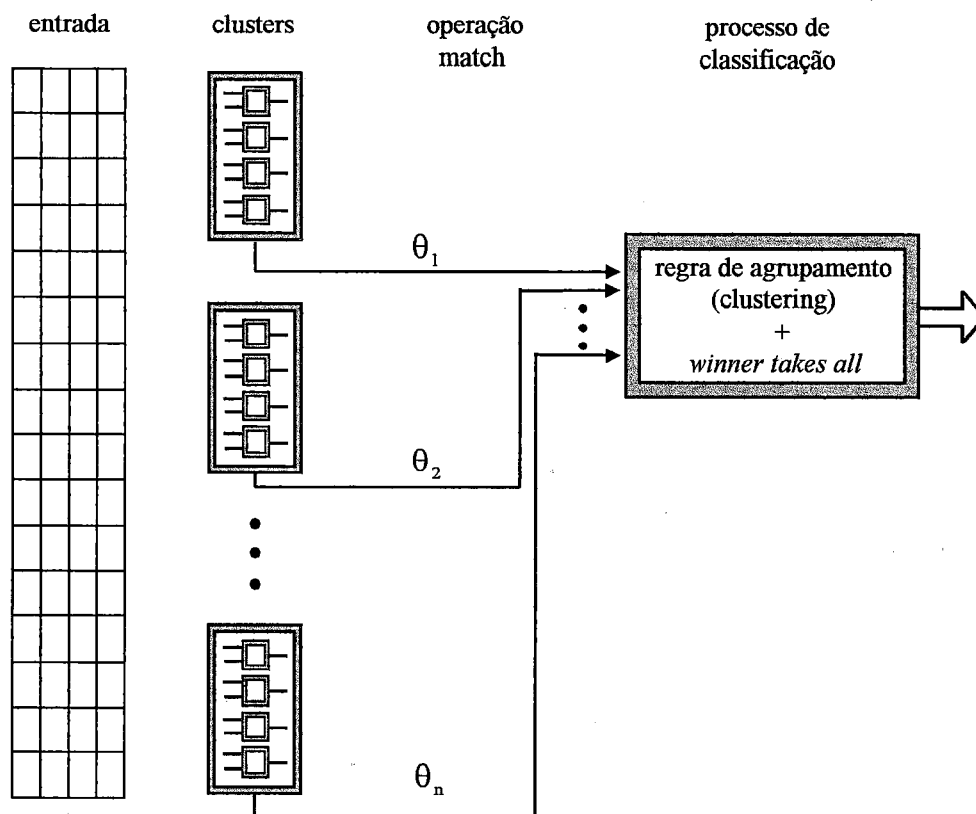 entrada
clusters
operação
match
processo de
classificação
θ1
regra de agrupamento
(clustering)
+
winner takes all
θ2
θn